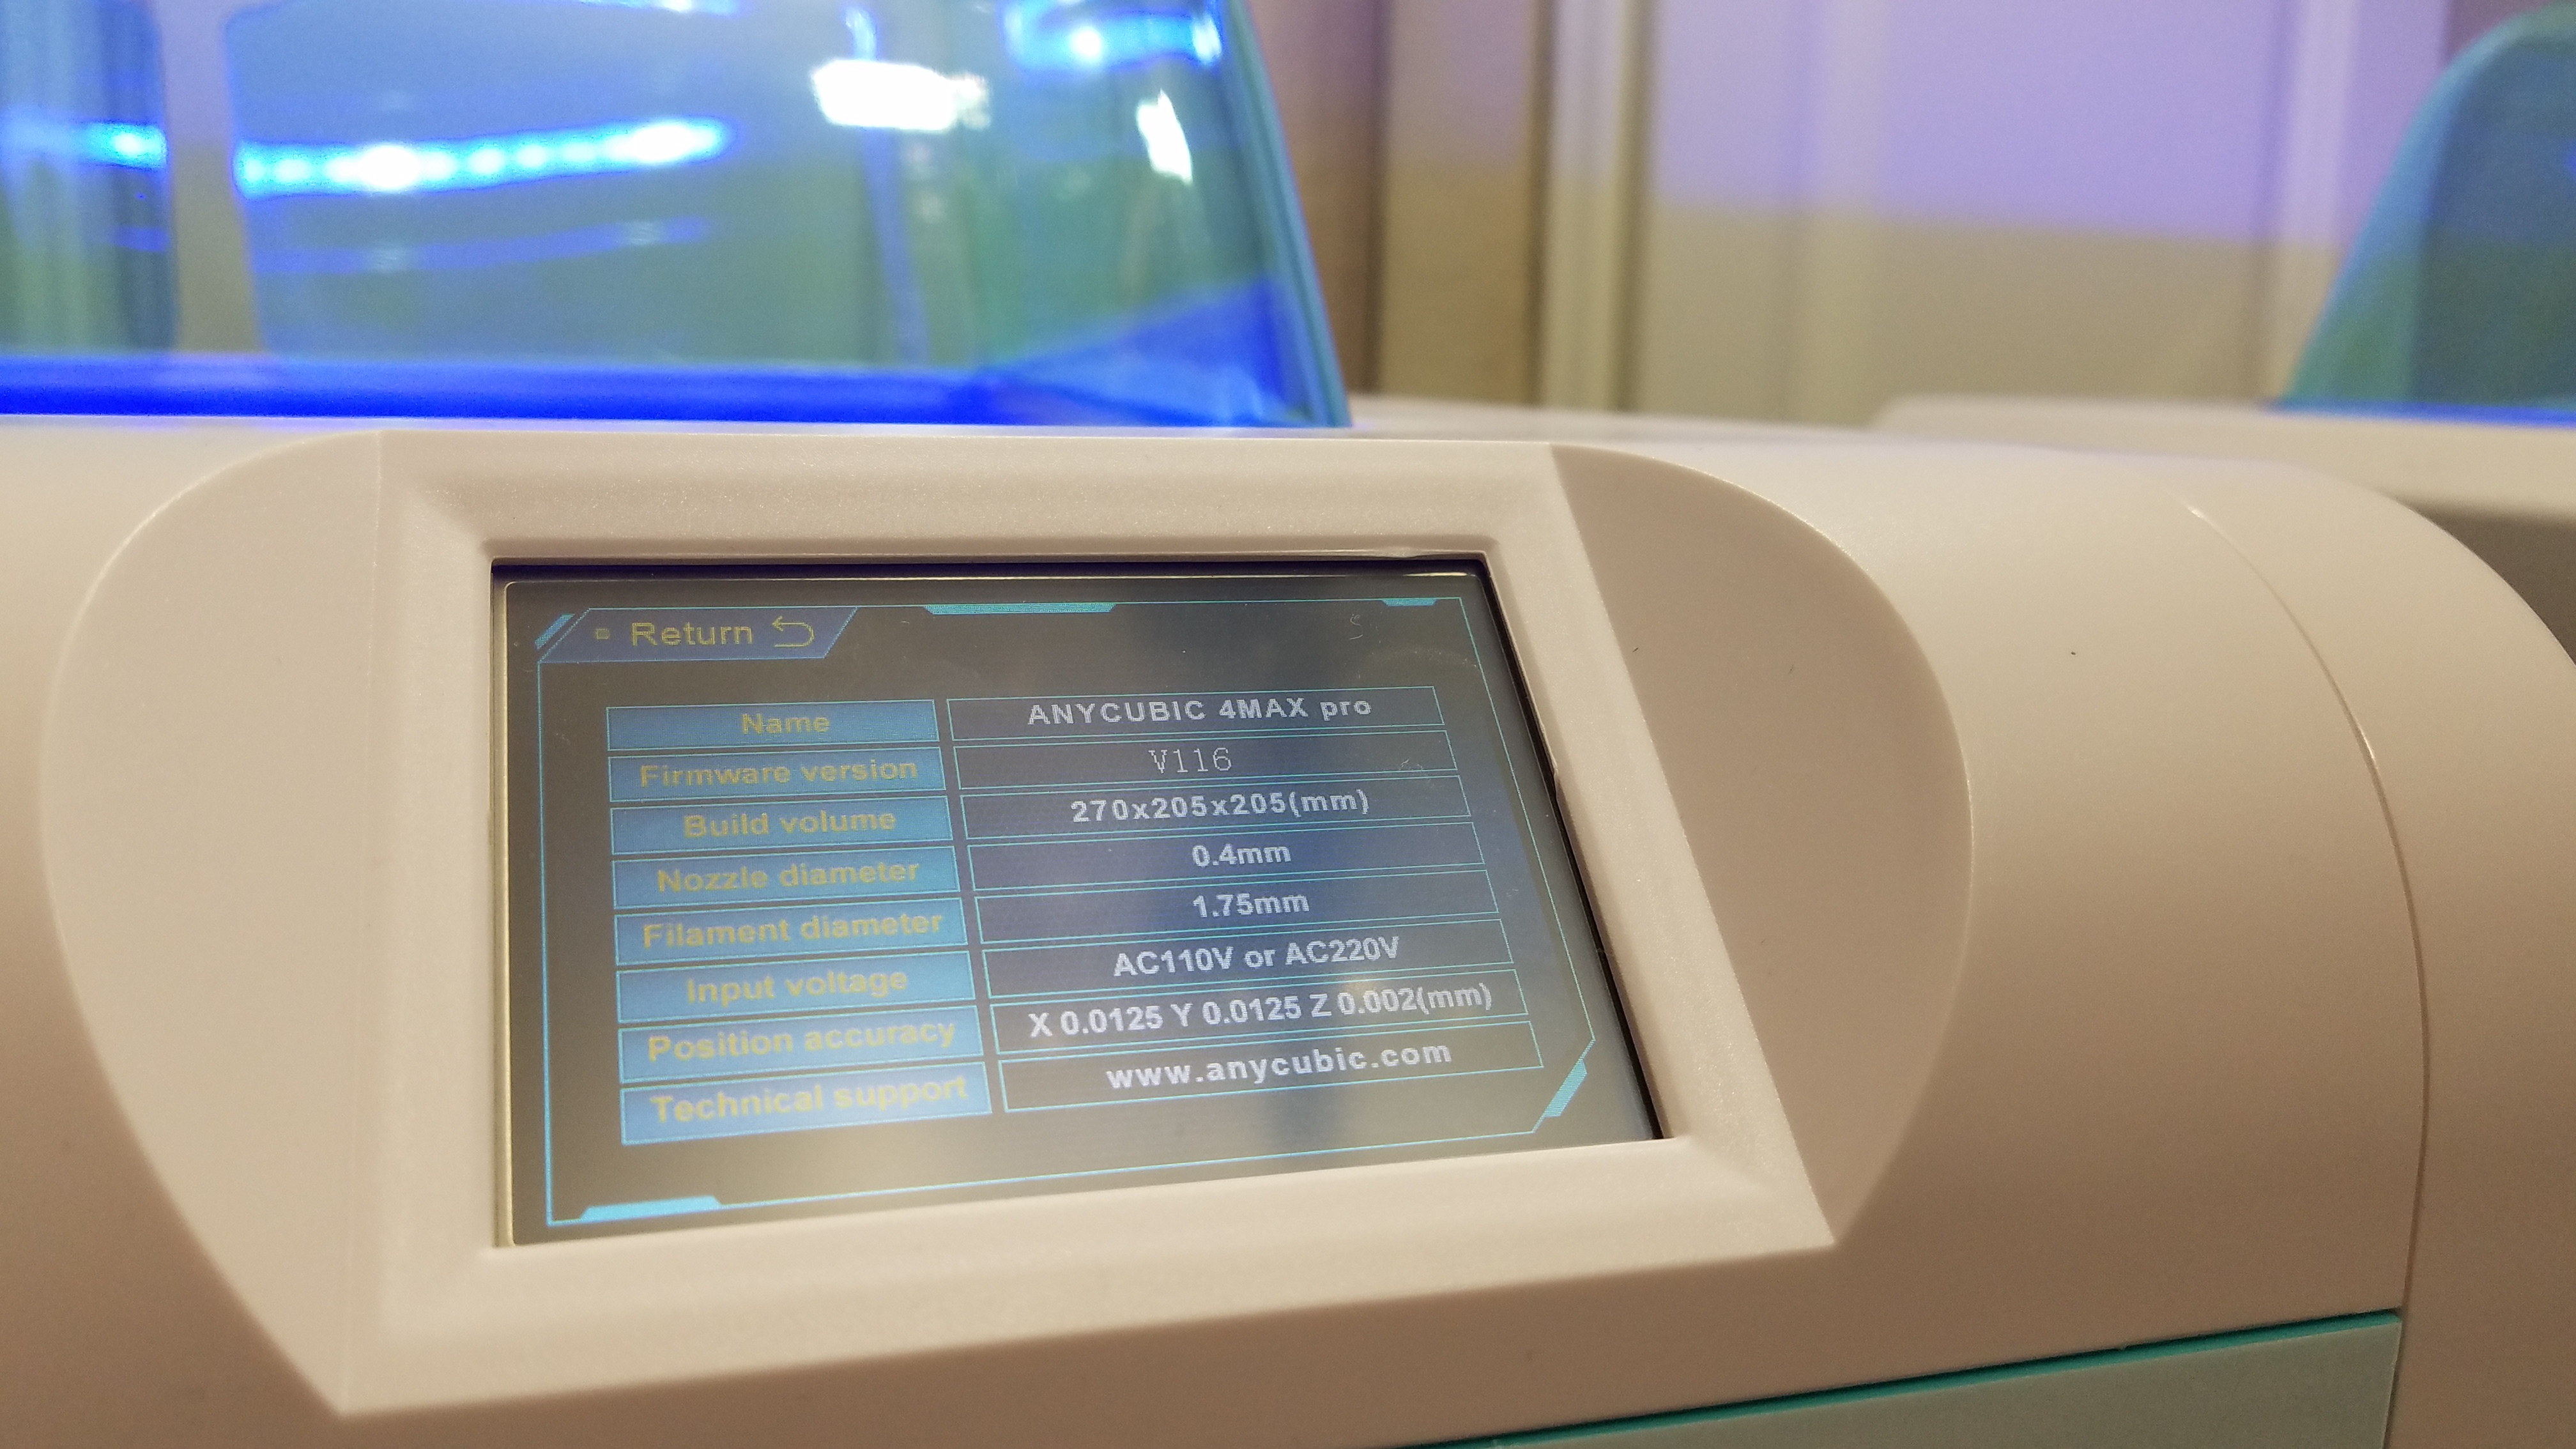 Return
Name ANYCUBIC 4MAX pro
Firmware version V116
Build volume 270x205x205(mm)
Nozzle diameter 0.4mm
Filament diameter 1.75mm
Input voltage AC110V or AC220V
Position accuracy X 0.0125 Y 0.0125 Z 0.002(mm)
Technical support www.anycubic.com